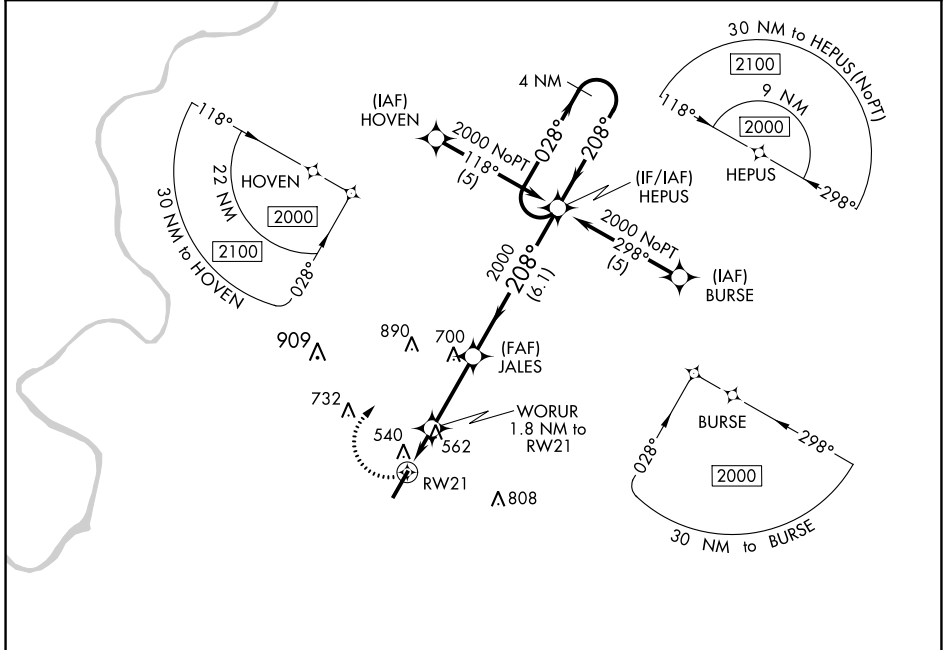 30 NM to HEPUS (NoPT)
2100
9 NM
118°
2000
HEPUS
298°
4 NM
(IAF)
HOVEN
2000 NoPT
118°
(5)
028°
208°
(IF/IAF)
HEPUS
2000 NoPT
298°
(5)
(IAF)
BURSE
118°
HOVEN
22 NM
2000
2100
30 NM to HOVEN
028°
2000
208°
(6.1)
909
890
700
(FAF)
JALES
732
540
562
WORUR
1.8 NM to
RW21
RW21
808
BURSE
028°
298°
2000
30 NM to BURSE